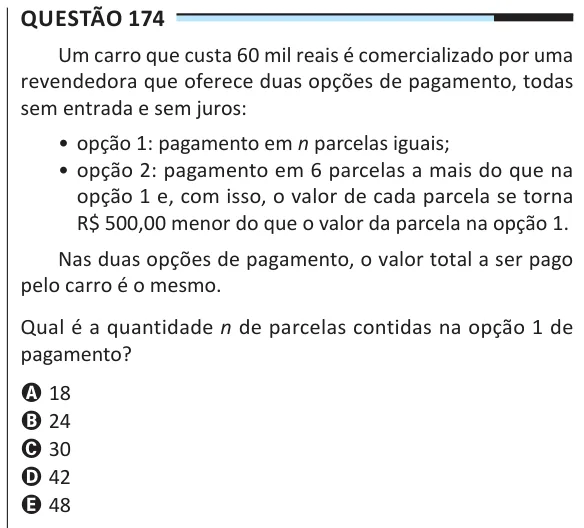 QUESTÃO 174
Um carro que custa 60 mil reais é comercializado por uma
revendedora que oferece duas opções de pagamento, todas
sem entrada e sem juros:
• opção 1: pagamento em n parcelas iguais;
• opção 2: pagamento em 6 parcelas a mais do que na
opção 1 e, com isso, o valor de cada parcela se torna
R$ 500,00 menor do que o valor da parcela na opção 1.
Nas duas opções de pagamento, o valor total a ser pago
pelo carro é o mesmo.
Qual é a quantidade n de parcelas contidas na opção 1 de
pagamento?
A 18
B 24
C 30
D 42
E 48